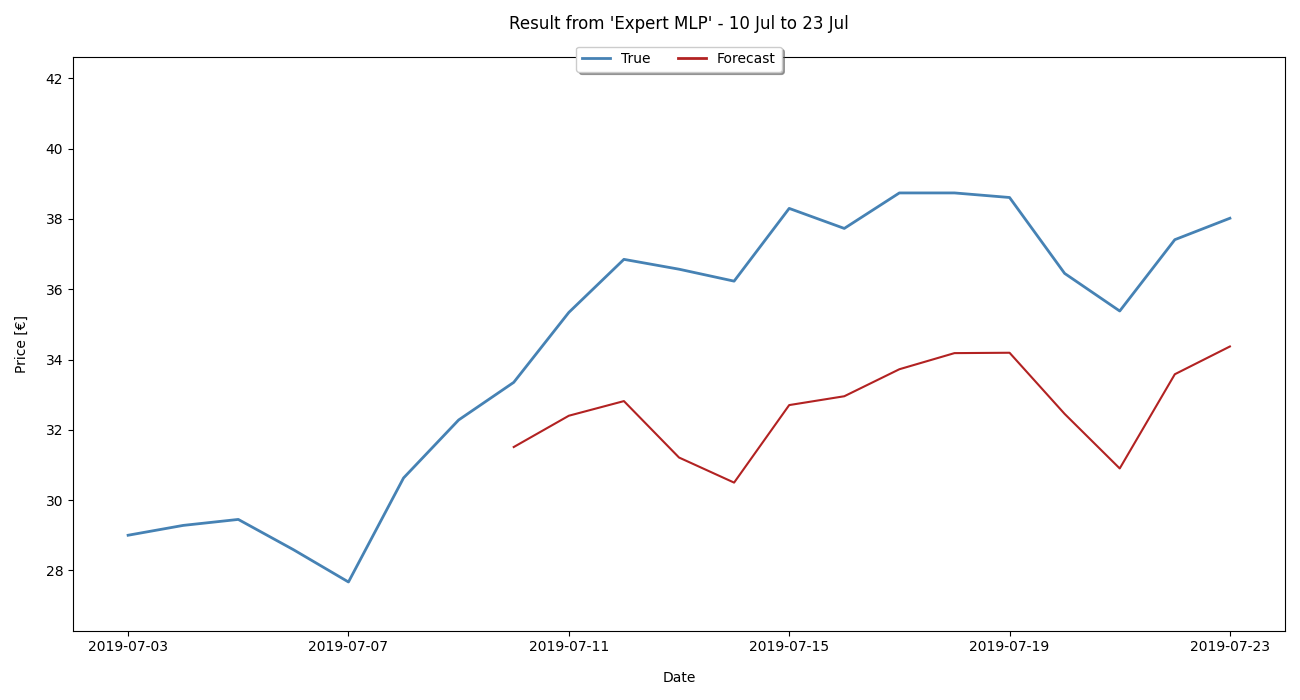 Result from 'Expert MLP' - 10 Jul to 23 Jul
True Forecast
42
40
38
36
34
32
30
28
Price [€]
2019-07-03 2019-07-07 2019-07-11 2019-07-15 2019-07-19 2019-07-23
Date